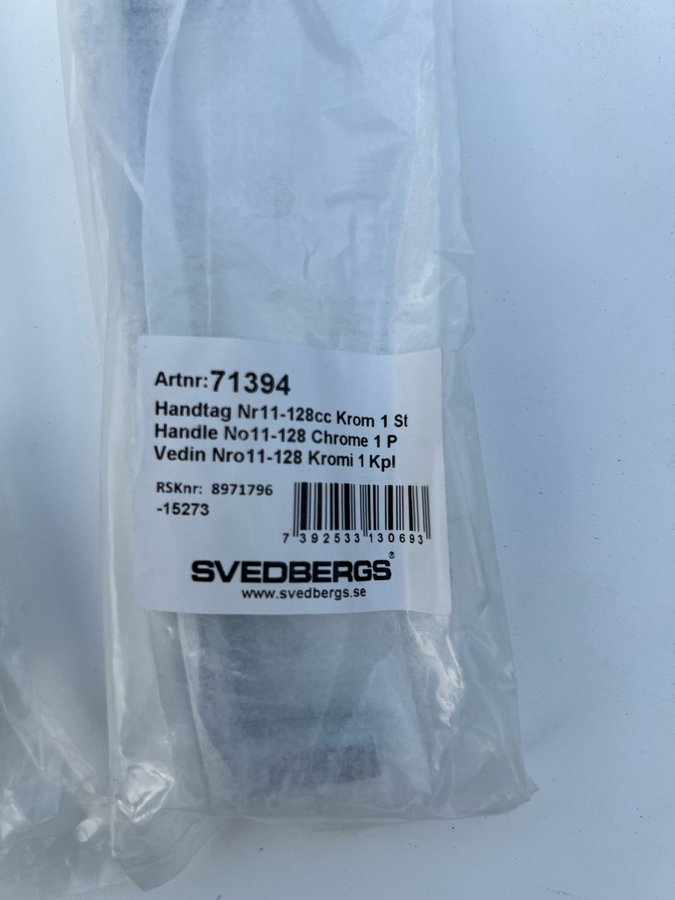 Artnr:71394
Handtag Nr11-128cc Krom 1 St
Handle No11-128 Chrome 1 P
Vedin Nro11-128 Kromi 1 Kpl
RSKnr: 8971796
-15273
7 392533 130693
SVEDBERGS®
www.svedbergs.se